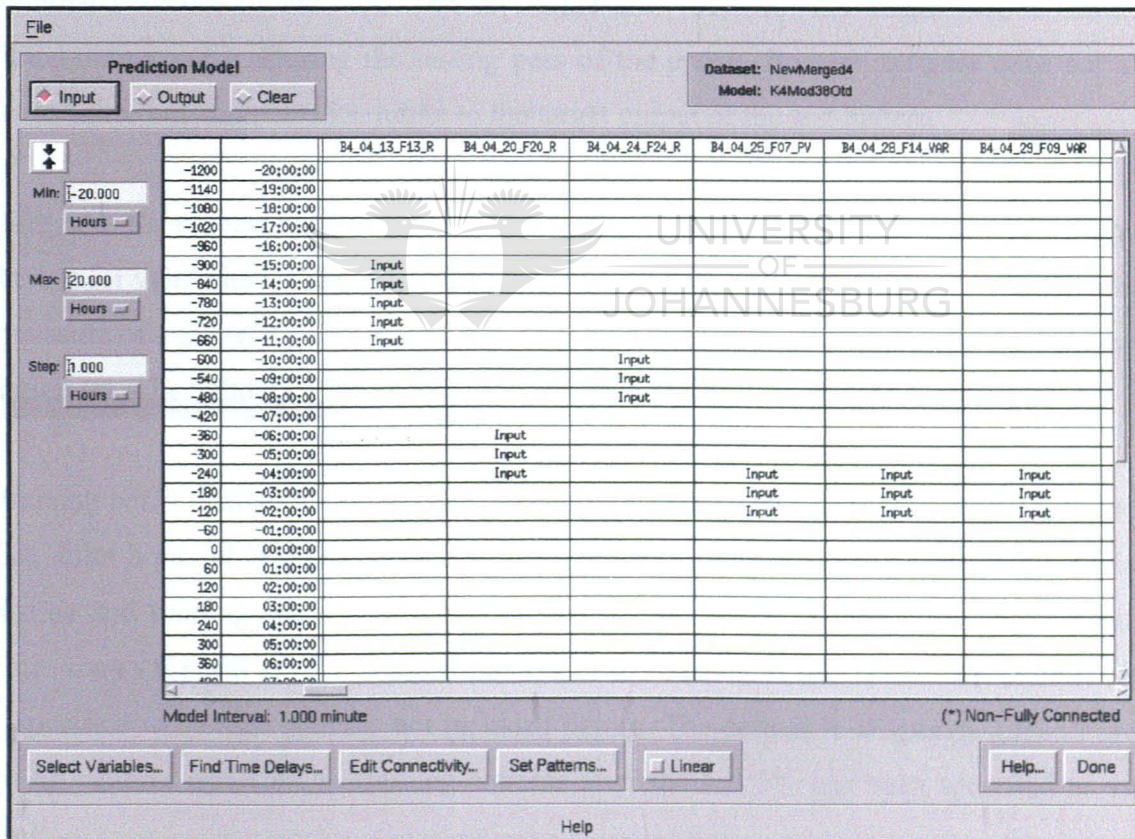 File
Prediction Model
Input Output Clear
Dataset: NewMerged4
Model: K4Mod38Otd
Min: -20.000
Hours
Max: 20.000
Hours
Step: 1.000
Hours
B4_04_13_F13_R B4_04_20_F20_R B4_04_24_F24_R B4_04_25_F07_PV B4_04_28_F14_VAR B4_04_29_F09_VAR
-1200 -20:00:00
-1140 -19:00:00
-1080 -18:00:00
-1020 -17:00:00
-960 -16:00:00
-900 -15:00:00 Input
-840 -14:00:00 Input
-780 -13:00:00 Input
-720 -12:00:00 Input
-660 -11:00:00 Input
-600 -10:00:00 Input
-540 -09:00:00 Input
-480 -08:00:00 Input
-420 -07:00:00
-360 -06:00:00 Input
-300 -05:00:00 Input
-240 -04:00:00 Input Input Input Input
-180 -03:00:00 Input Input Input
-120 -02:00:00 Input Input Input
-60 -01:00:00
0 00:00:00
60 01:00:00
120 02:00:00
180 03:00:00
240 04:00:00
300 05:00:00
360 06:00:00
UNIVERSITY
OF
JOHANNESBURG
Model Interval: 1.000 minute
(*) Non-Fully Connected
Select Variables... Find Time Delays... Edit Connectivity... Set Patterns... Linear Help... Done
Help